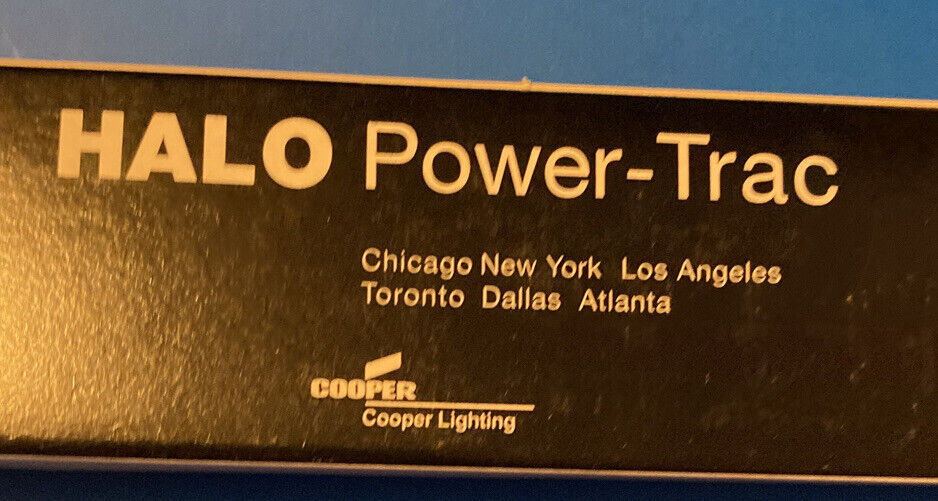 HALO Power-Trac
Chicago New York Los Angeles
Toronto Dallas Atlanta
COOPER
Cooper Lighting